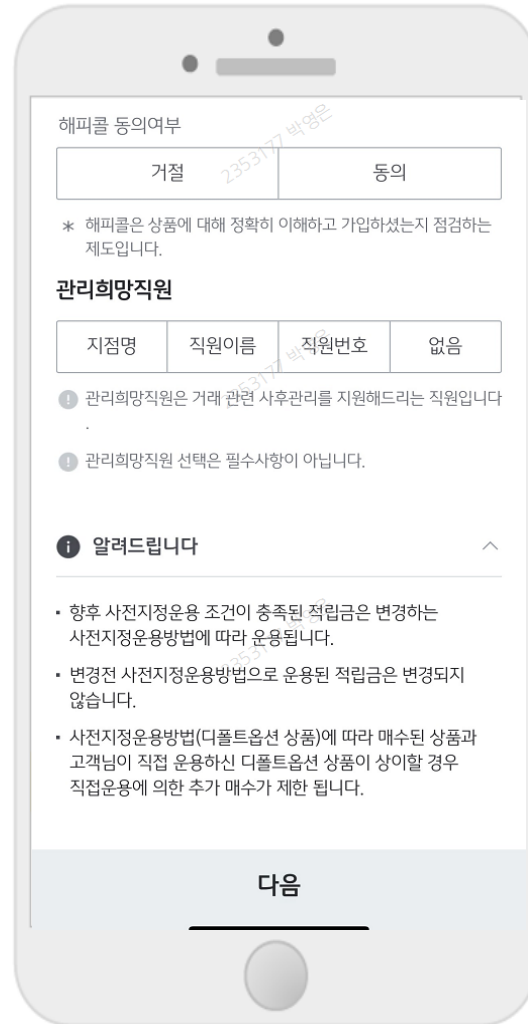 해피콜 동의여부
거절 동의
2353177 박영은
* 해피콜은 상품에 대해 정확히 이해하고 가입하셨는지 점검하는
제도입니다.
관리희망직원
지점명 직원이름 직원번호 없음
2353177 박영은
관리희망직원은 거래 관련 사후관리를 지원해드리는 직원입니다
.
관리희망직원 선택은 필수사항이 아닙니다.
알려드립니다
• 향후 사전지정운용 조건이 충족된 적립금은 변경하는
사전지정운용방법에 따라 운용됩니다.
2353177 박영은
• 변경전 사전지정운용방법으로 운용된 적립금은 변경되지
않습니다.
• 사전지정운용방법(디폴트옵션 상품)에 따라 매수된 상품과
고객님이 직접 운용하신 디폴트옵션 상품이 상이할 경우
직접운용에 의한 추가 매수가 제한 됩니다.
다음